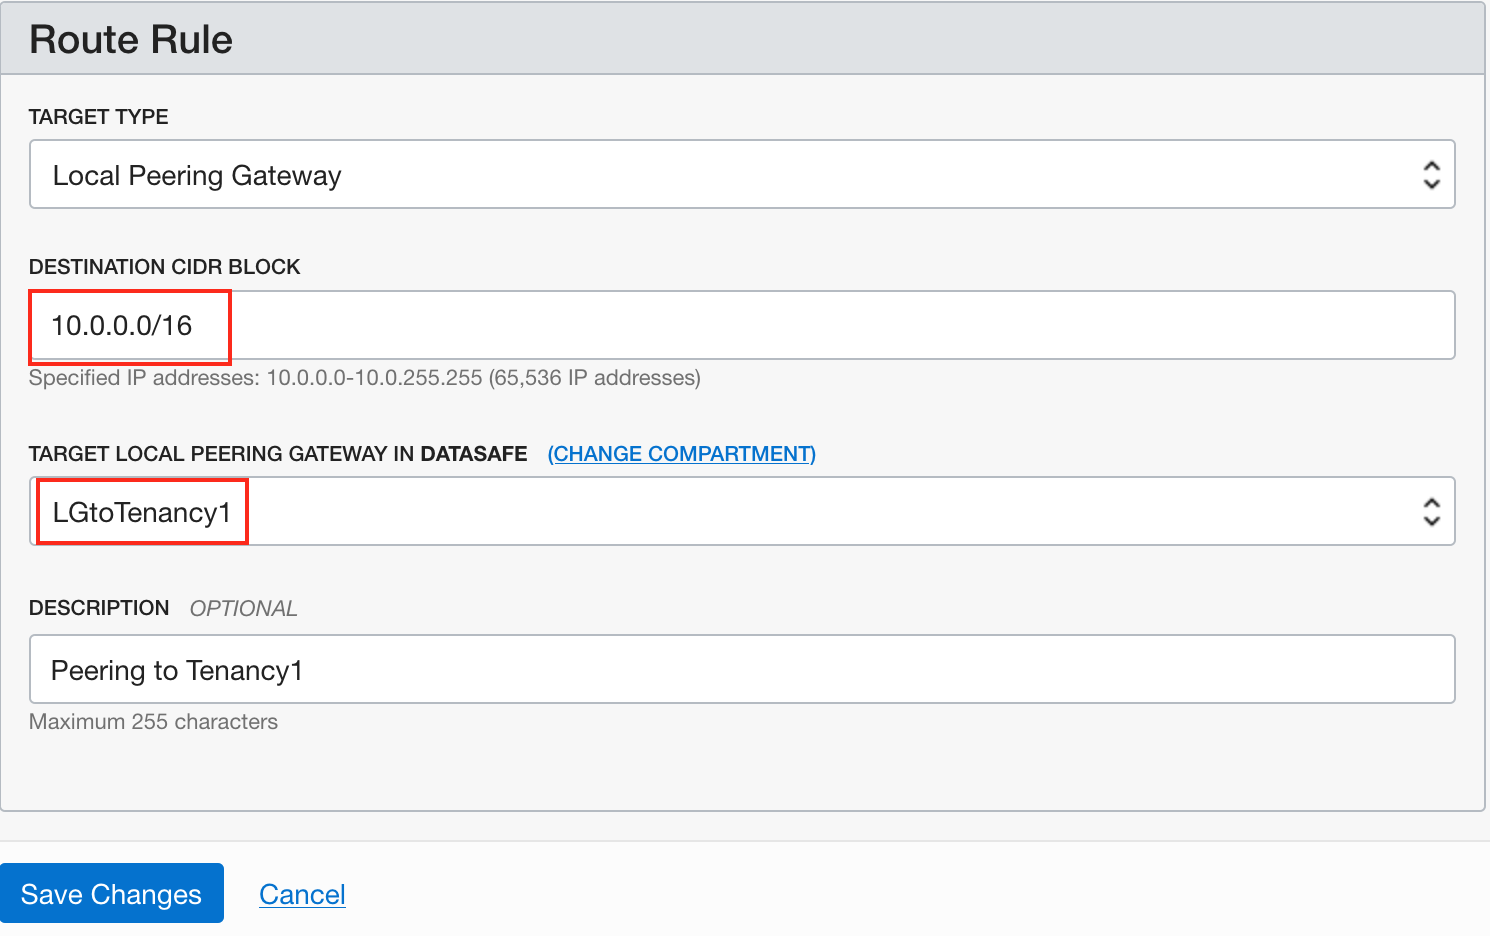 Route Rule
TARGET TYPE
Local Peering Gateway
DESTINATION CIDR BLOCK
10.0.0.0/16
Specified IP addresses: 10.0.0.0-10.0.255.255 (65,536 IP addresses)
TARGET LOCAL PEERING GATEWAY IN DATASAFE (CHANGE COMPARTMENT)
LGtoTenancy1
DESCRIPTION OPTIONAL
Peering to Tenancy1
Maximum 255 characters
Save Changes Cancel